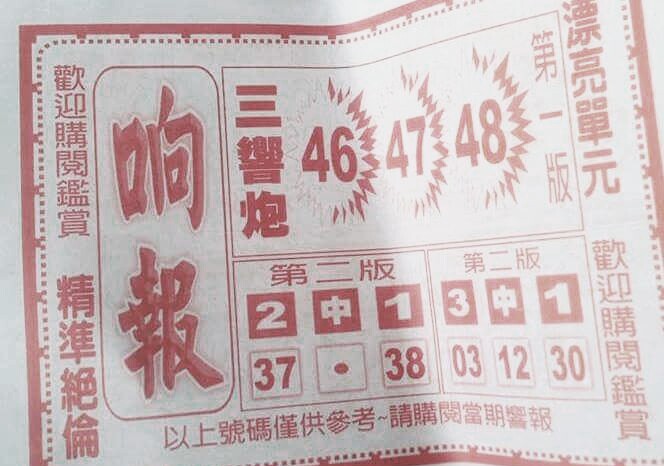 漂亮單元
歡迎購閱鑑賞
精準絕倫
响報
三響炮
46 47 48
第一版
第二版
2中1
37 · 38
第二版
3中1
03 12 30
歡迎購閱鑑賞
以上號碼僅供參考~請購閱當期響報